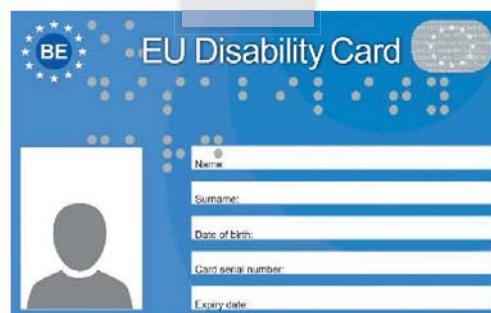 BE
EU Disability Card
Name:
Surname:
Date of birth:
Card serial number:
Expiry date: